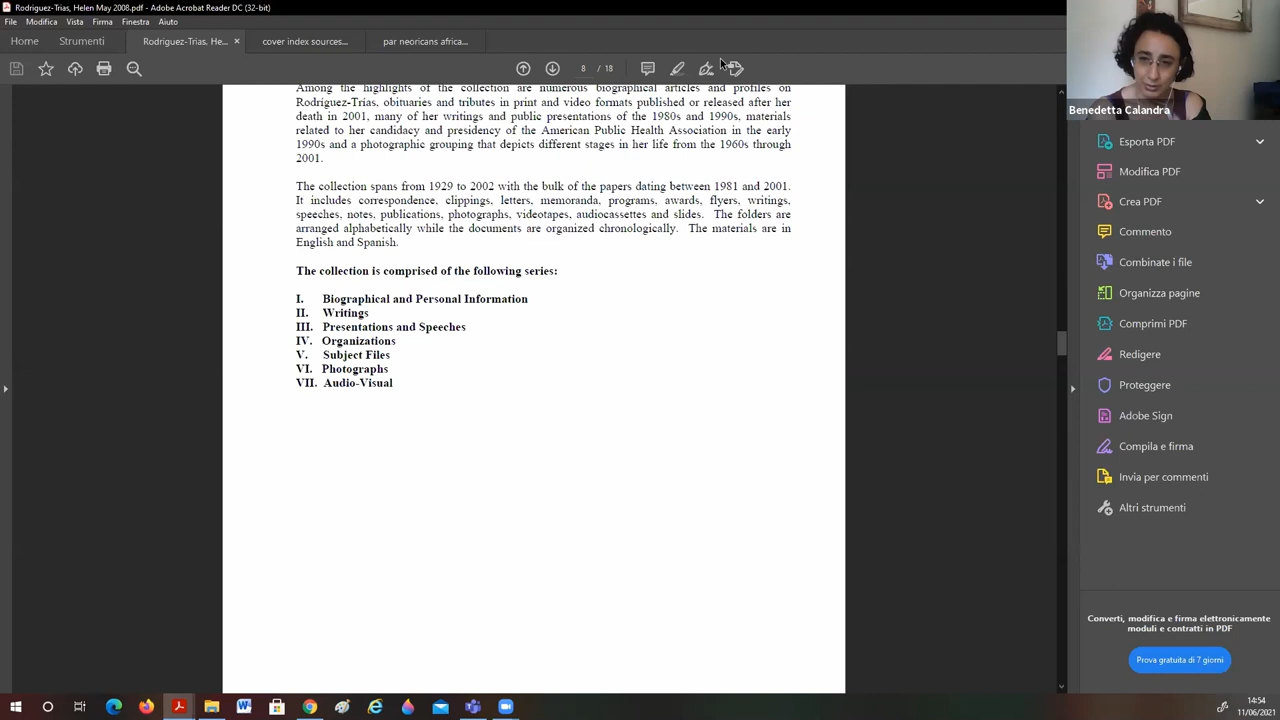 Rodriguez-Trias, Helen May 2008.pdf - Adobe Acrobat Reader DC (32-bit)
File Modifica Vista Firma Finestra Aiuto
Home Strumenti Rodriguez-Trias, He... × cover index sources... par neoricans africa...
8 / 18
Benedetta Calandra
Among the highlights of the collection are numerous biographical articles and profiles on
Rodríguez-Trías, obituaries and tributes in print and video formats published or released after her
death in 2001, many of her writings and public presentations of the 1980s and 1990s, materials
related to her candidacy and presidency of the American Public Health Association in the early
1990s and a photographic grouping that depicts different stages in her life from the 1960s through
2001.
The collection spans from 1929 to 2002 with the bulk of the papers dating between 1981 and 2001.
It includes correspondence, clippings, letters, memoranda, programs, awards, flyers, writings,
speeches, notes, publications, photographs, videotapes, audiocassettes and slides. The folders are
arranged alphabetically while the documents are organized chronologically. The materials are in
English and Spanish.
The collection is comprised of the following series:
I. Biographical and Personal Information
II. Writings
III. Presentations and Speeches
IV. Organizations
V. Subject Files
VI. Photographs
VII. Audio-Visual
Esporta PDF
Modifica PDF
Crea PDF
Commento
Combinate i file
Organizza pagine
Comprimi PDF
Redigere
Proteggere
Adobe Sign
Compila e firma
Invia per commenti
Altri strumenti
Converti, modifica e firma elettronicamente
moduli e contratti in PDF
Prova gratuita di 7 giorni
14:54
11/06/2021